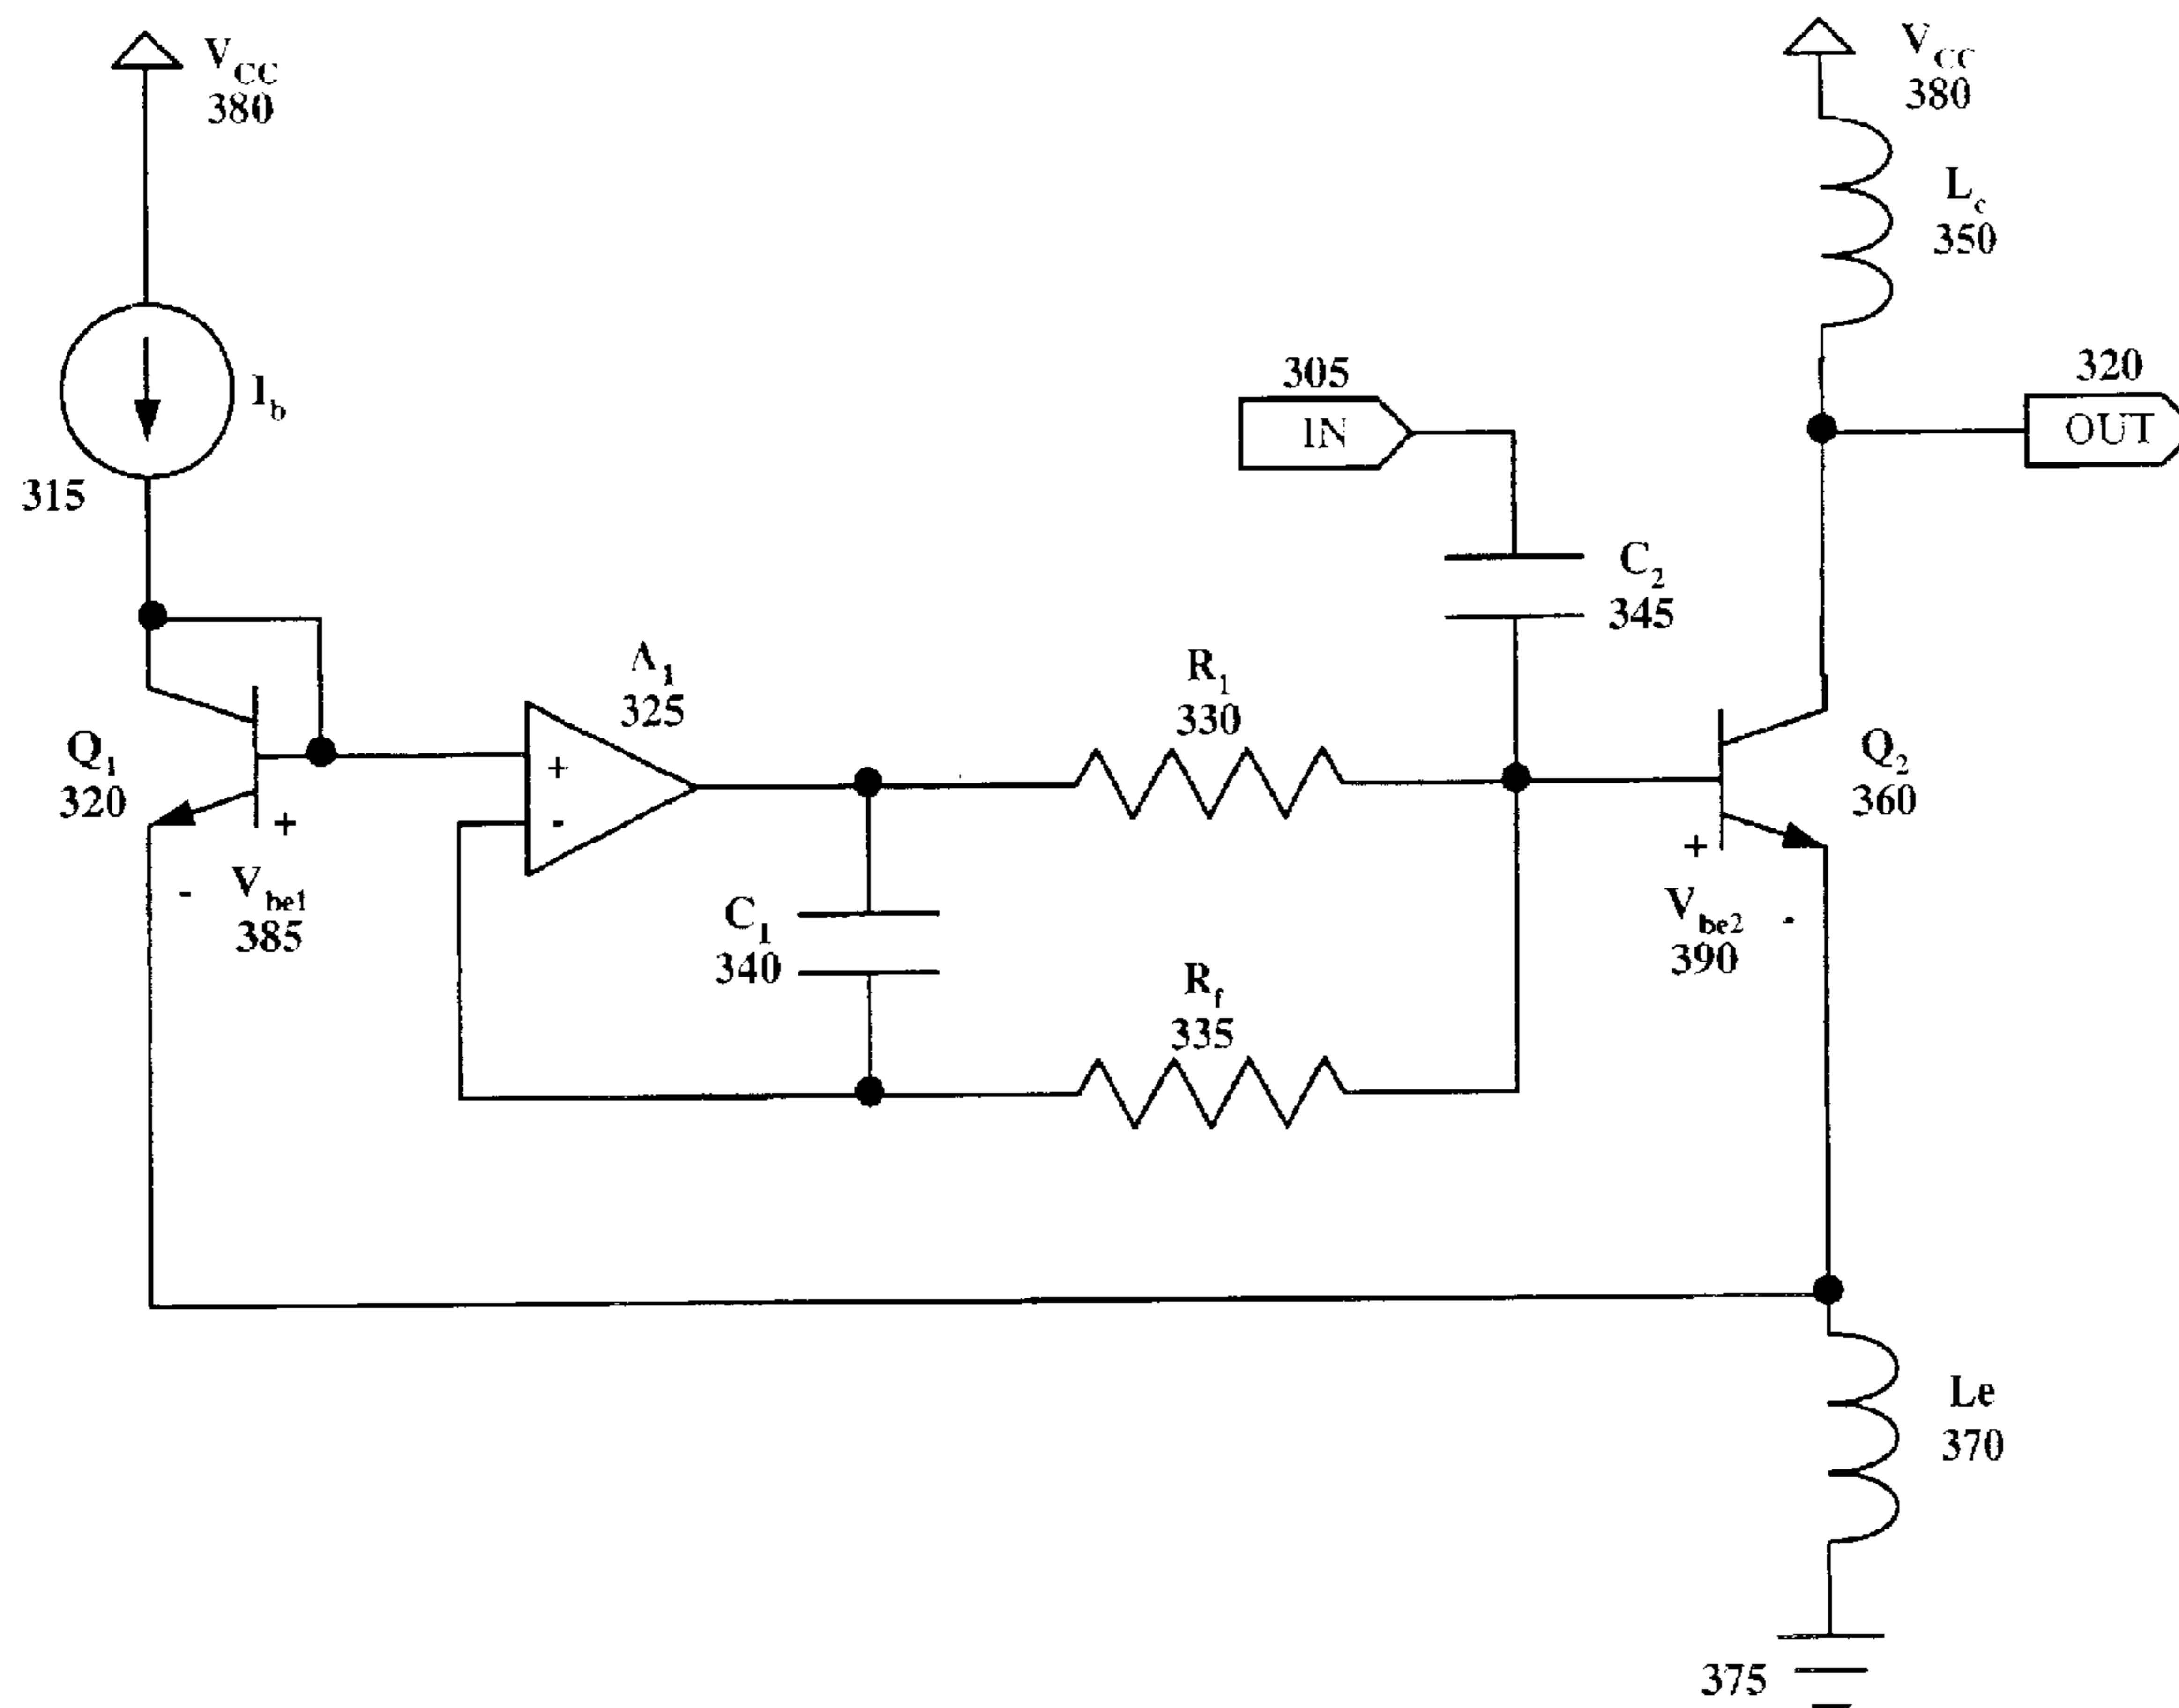 V_CC
380
V_CC
380
L_c
350
I_b
315
305
IN
320
OUT
C_2
345
A_1
325
R_1
330
Q_1
320
+
-
+
-
V_be1
385
C_1
340
R_f
335
Q_2
360
+
-
V_be2
390
Le
370
375